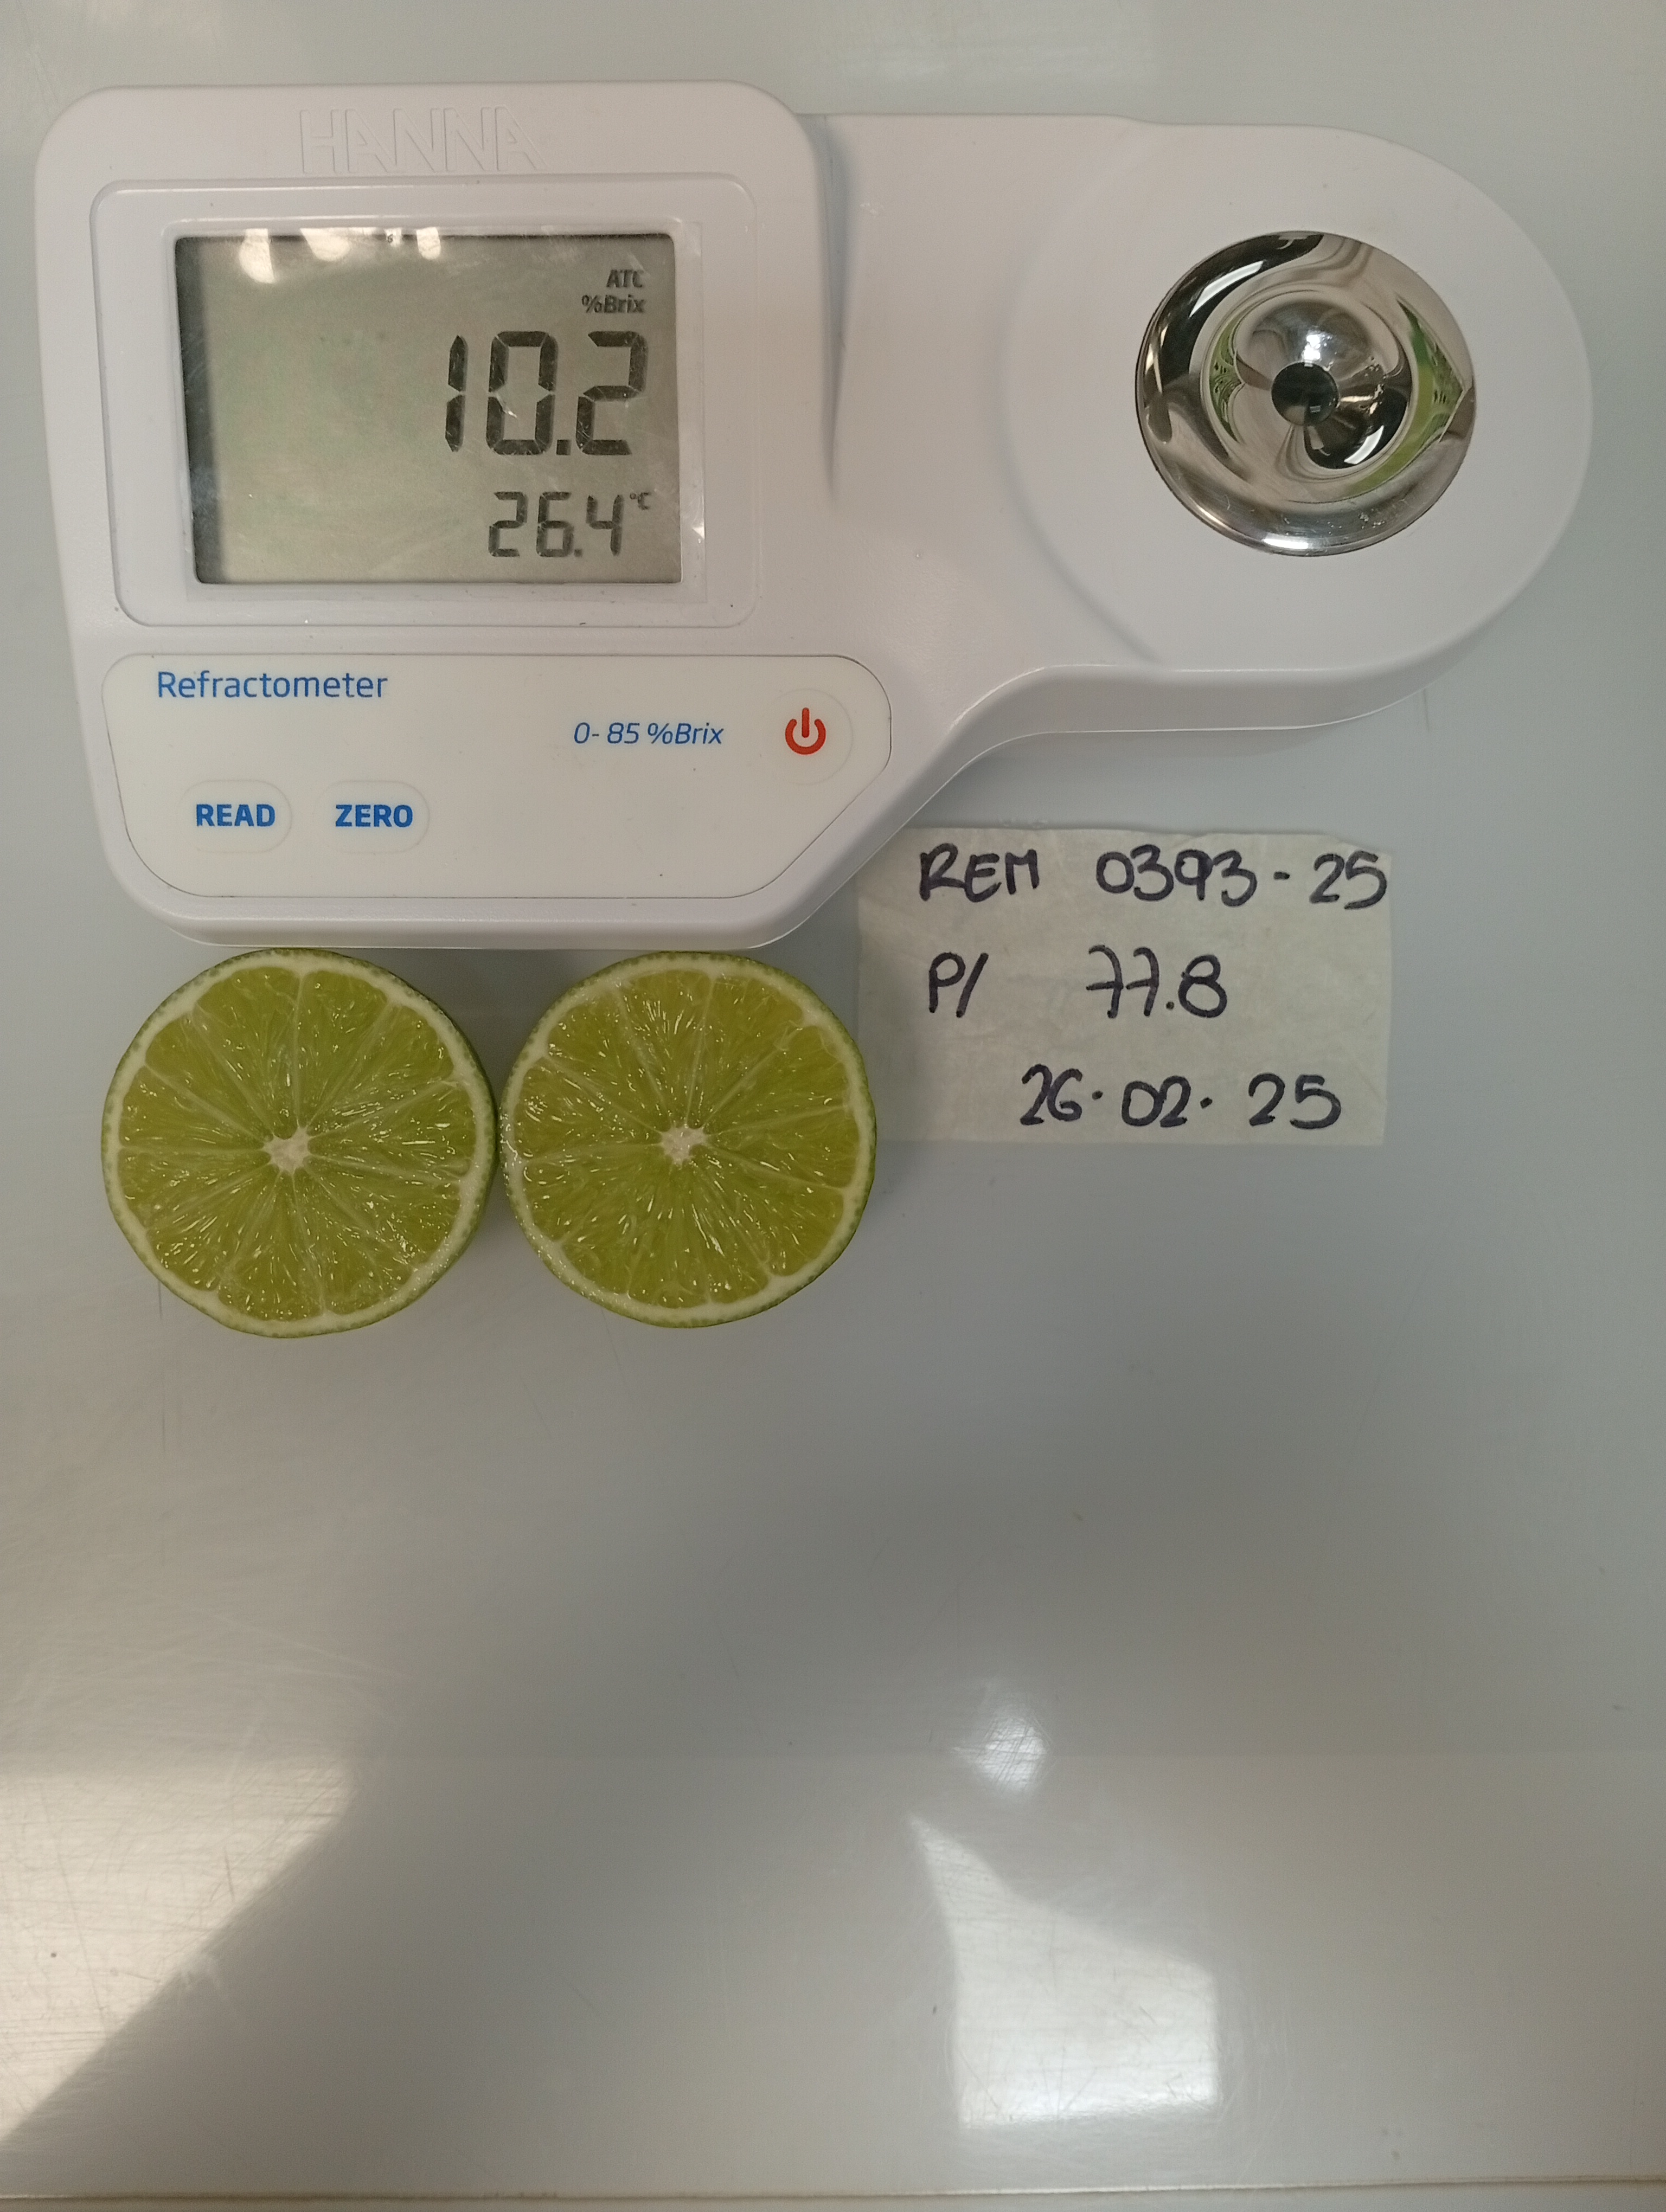 HANNA
ATC
%Brix
10.2
26.4°C
Refractometer
0- 85 %Brix
READ ZERO
REM 0393-25
P/ 77.8
26.02.25